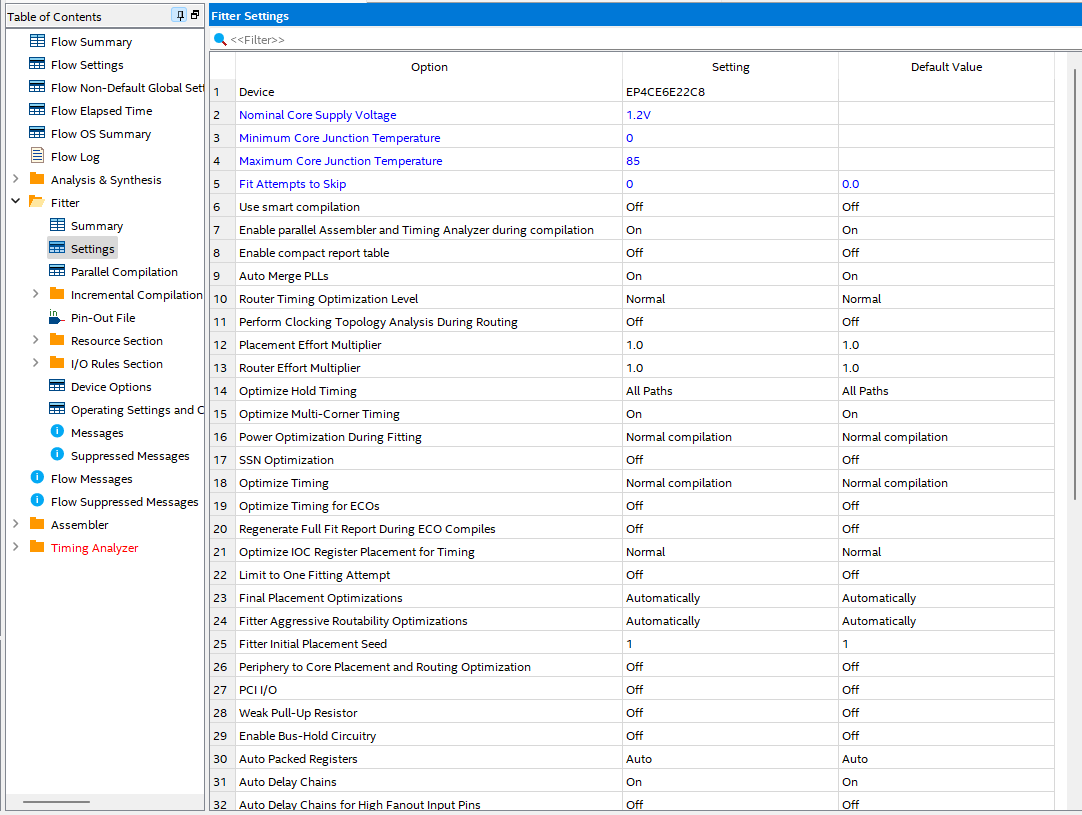 Table of Contents
Flow Summary
Flow Settings
Flow Non-Default Global Sett
Flow Elapsed Time
Flow OS Summary
Flow Log
Analysis & Synthesis
Fitter
Summary
Settings
Parallel Compilation
Incremental Compilation
Pin-Out File
Resource Section
I/O Rules Section
Device Options
Operating Settings and C
Messages
Suppressed Messages
Flow Messages
Flow Suppressed Messages
Assembler
Timing Analyzer
Fitter Settings
<<Filter>>
Option Setting Default Value
1 Device EP4CE6E22C8
2 Nominal Core Supply Voltage 1.2V
3 Minimum Core Junction Temperature 0
4 Maximum Core Junction Temperature 85
5 Fit Attempts to Skip 0 0.0
6 Use smart compilation Off Off
7 Enable parallel Assembler and Timing Analyzer during compilation On On
8 Enable compact report table Off Off
9 Auto Merge PLLs On On
10 Router Timing Optimization Level Normal Normal
11 Perform Clocking Topology Analysis During Routing Off Off
12 Placement Effort Multiplier 1.0 1.0
13 Router Effort Multiplier 1.0 1.0
14 Optimize Hold Timing All Paths All Paths
15 Optimize Multi-Corner Timing On On
16 Power Optimization During Fitting Normal compilation Normal compilation
17 SSN Optimization Off Off
18 Optimize Timing Normal compilation Normal compilation
19 Optimize Timing for ECOs Off Off
20 Regenerate Full Fit Report During ECO Compiles Off Off
21 Optimize IOC Register Placement for Timing Normal Normal
22 Limit to One Fitting Attempt Off Off
23 Final Placement Optimizations Automatically Automatically
24 Fitter Aggressive Routability Optimizations Automatically Automatically
25 Fitter Initial Placement Seed 1 1
26 Periphery to Core Placement and Routing Optimization Off Off
27 PCI I/O Off Off
28 Weak Pull-Up Resistor Off Off
29 Enable Bus-Hold Circuitry Off Off
30 Auto Packed Registers Auto Auto
31 Auto Delay Chains On On
32 Auto Delay Chains for High Fanout Input Pins Off Off